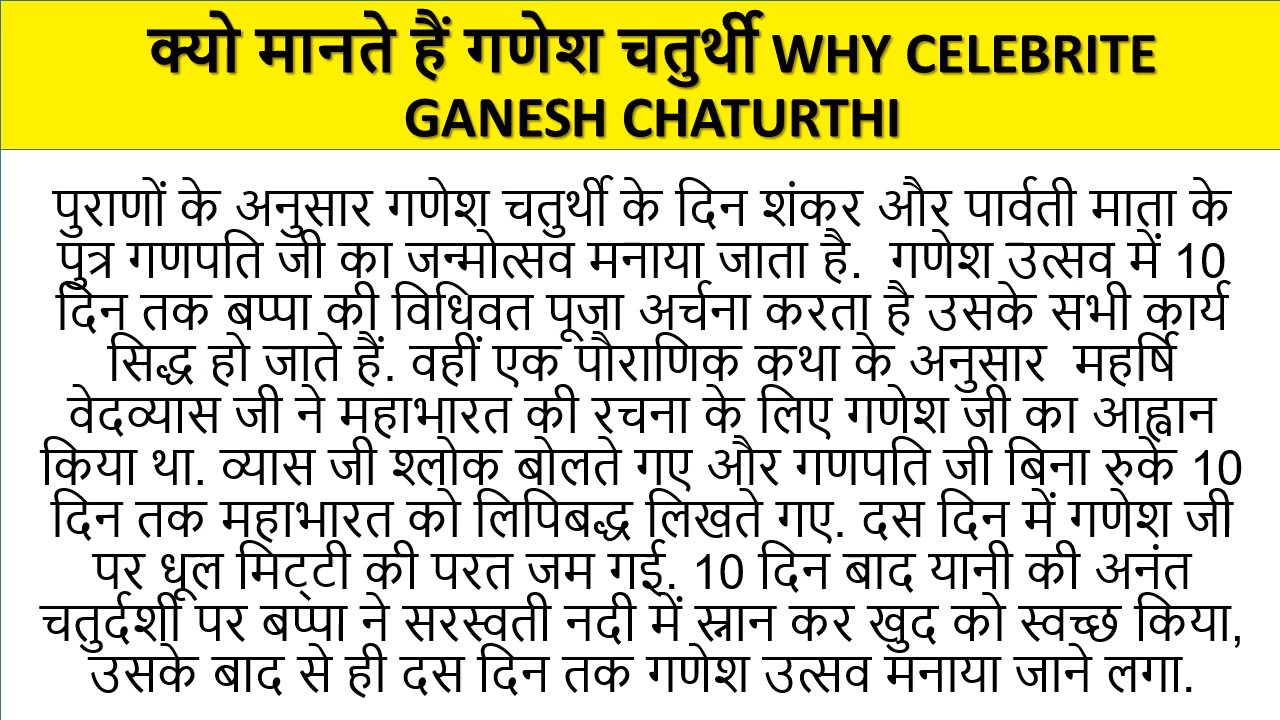 क्यो मानते हैं गणेश चतुर्थी WHY CELEBRITE
GANESH CHATURTHI
पुराणों के अनुसार गणेश चतुर्थी के दिन शंकर और पार्वती माता के
पुत्र गणपति जी का जन्मोत्सव मनाया जाता है. गणेश उत्सव में 10
दिन तक बप्पा की विधिवत पूजा अर्चना करता है उसके सभी कार्य
सिद्ध हो जाते हैं. वहीं एक पौराणिक कथा के अनुसार महर्षि
वेदव्यास जी ने महाभारत की रचना के लिए गणेश जी का आह्वान
किया था. व्यास जी श्लोक बोलते गए और गणपति जी बिना रुके 10
दिन तक महाभारत को लिपिबद्ध लिखते गए. दस दिन में गणेश जी
पर धूल मिट्टी की परत जम गई. 10 दिन बाद यानी की अनंत
चतुर्दशी पर बप्पा ने सरस्वती नदी में स्नान कर खुद को स्वच्छ किया,
उसके बाद से ही दस दिन तक गणेश उत्सव मनाया जाने लगा.